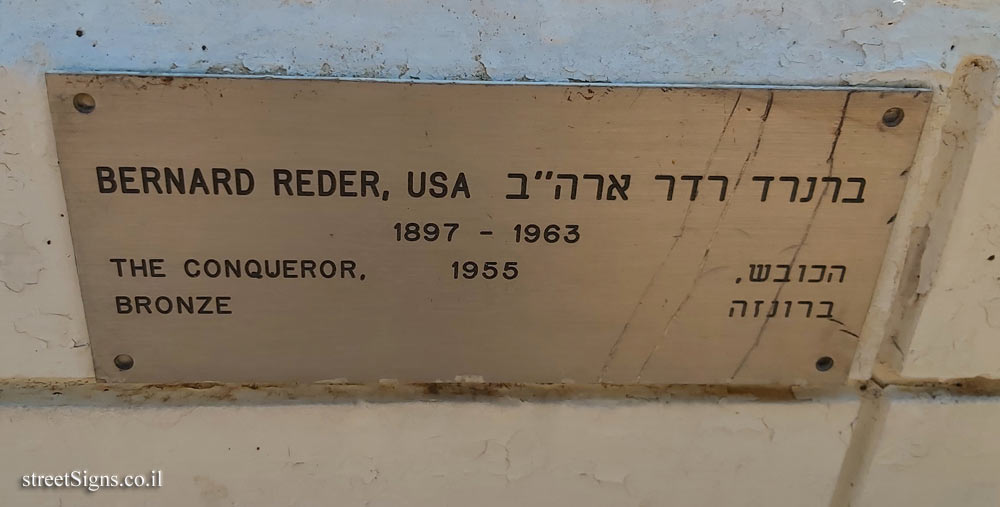 BERNARD REDER, USA ברנרד רדר ארה"ב
1897 - 1963
THE CONQUEROR, 1955 הכובש,
BRONZE ברונזה
streetSigns.co.il